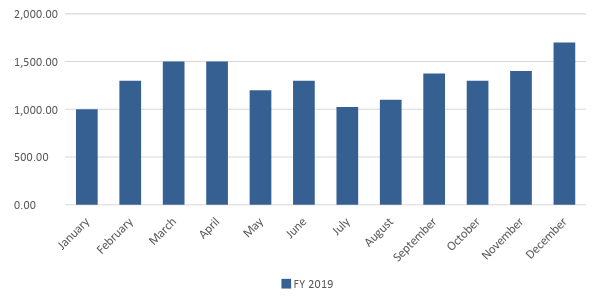 2,000.00
1,500.00
1,000.00
500.00
0.00
January
February
March
April
May
June
July
August
September
October
November
December
FY 2019